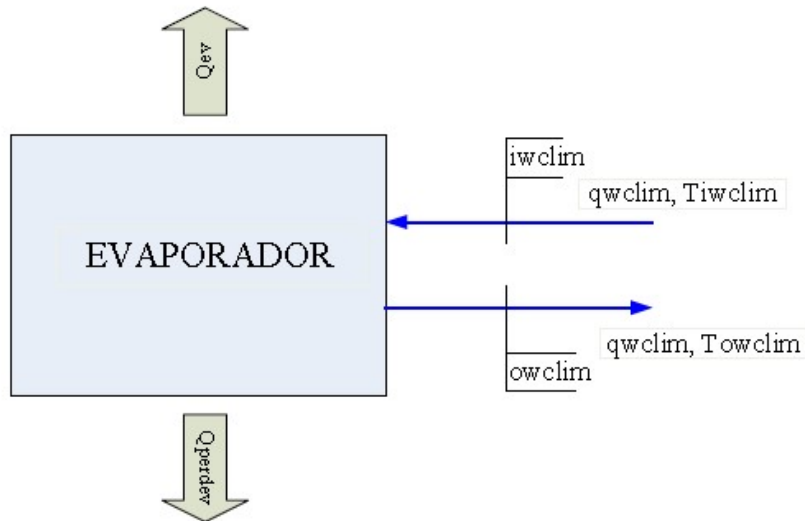 Qev
iwclim
qwclim, Tiwclim
EVAPORADOR
qwclim, Towclim
owclim
Qperdev